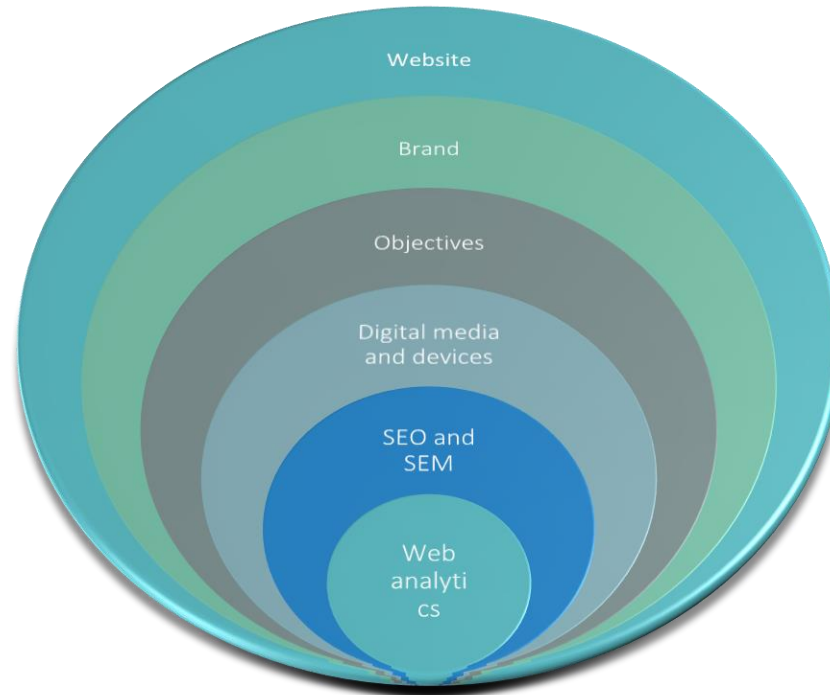 Website
Brand
Objectives
Digital media
and devices
SEO and
SEM
Web
analyti
cs